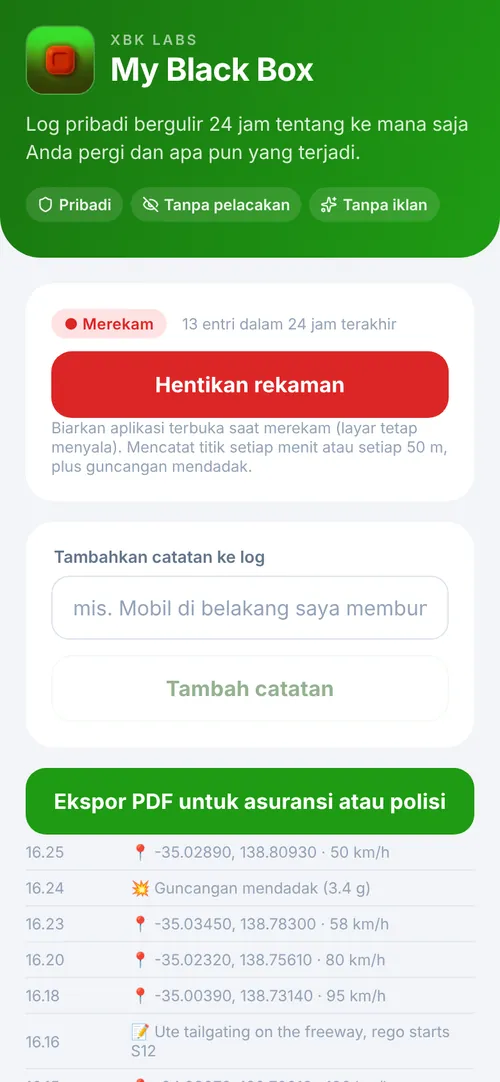 XBK LABS
My Black Box
Log pribadi bergulir 24 jam tentang ke mana saja
Anda pergi dan apa pun yang terjadi.
Pribadi
Tanpa pelacakan
Tanpa iklan
Merekam
13 entri dalam 24 jam terakhir
Hentikan rekaman
Biarkan aplikasi terbuka saat merekam (layar tetap
menyala). Mencatat titik setiap menit atau setiap 50 m,
plus guncangan mendadak.
Tambahkan catatan ke log
mis. Mobil di belakang saya membur
Tambah catatan
Ekspor PDF untuk asuransi atau polisi
16.25 📍 -35.02890, 138.80930 · 50 km/h
16.24 💥 Guncangan mendadak (3.4 g)
16.23 📍 -35.03450, 138.78300 · 58 km/h
16.20 📍 -35.02320, 138.75610 · 80 km/h
16.18 📍 -35.00390, 138.73140 · 95 km/h
16.16 📝 Ute tailgating on the freeway, rego starts
S12